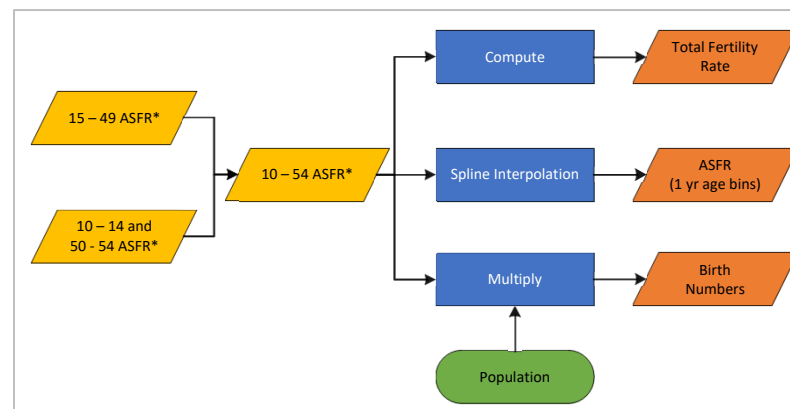 Compute
Total Fertility
Rate
15 – 49 ASFR*
10 – 54 ASFR*
Spline Interpolation
ASFR
(1 yr age bins)
10 – 14 and
50 - 54 ASFR*
Multiply
Birth
Numbers
Population